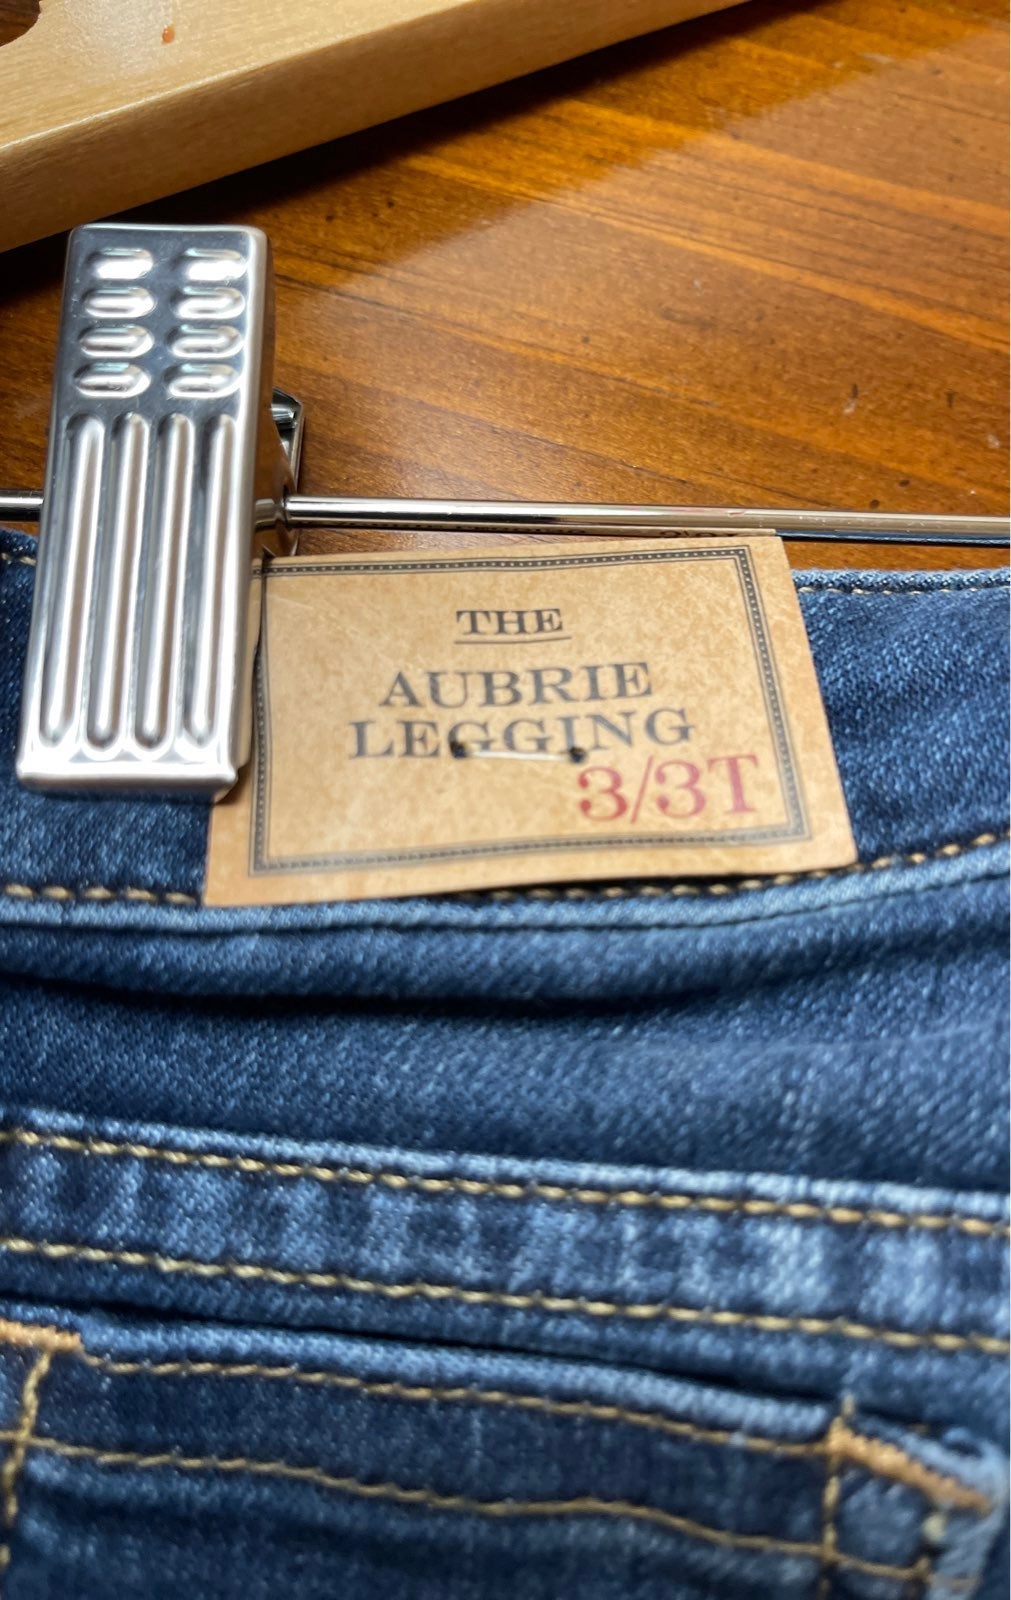 THE
AUBRIE
LEGGING
3/3T